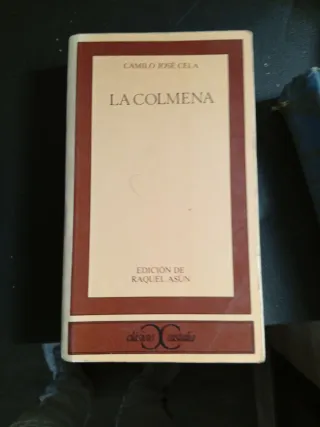 CAMILO JOSÉ CELA
LA COLMENA
EDICIÓN DE
RAQUEL ASÚN
clásicos castalia